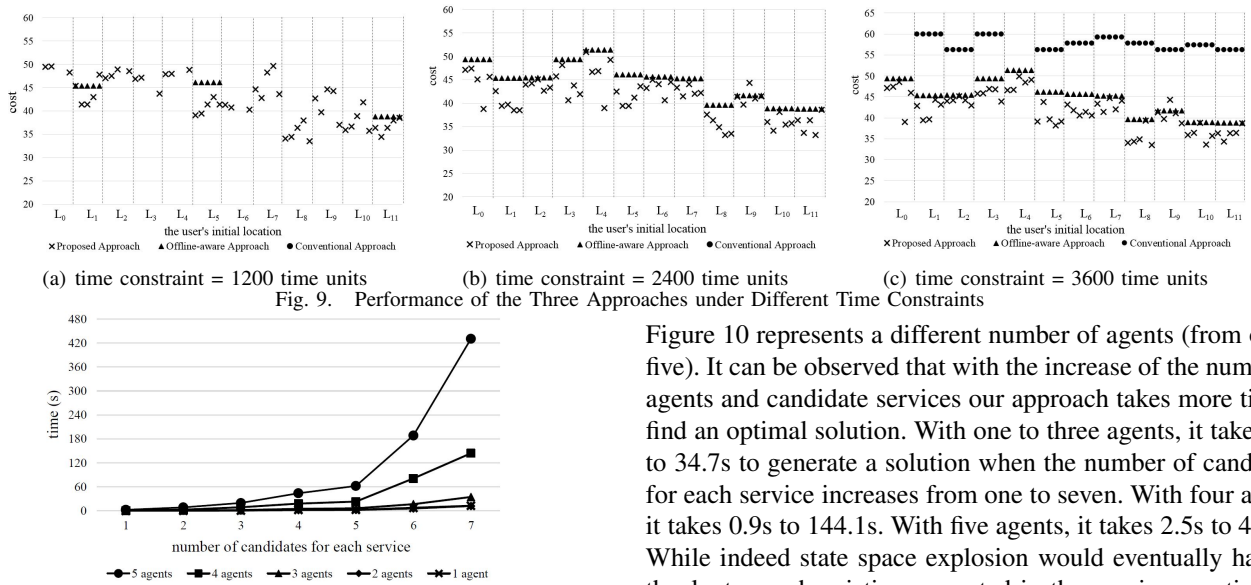 60
55
50
45
40
35
30
25
20
cost
L0 L1 L2 L3 L4 L5 L6 L7 L8 L9 L10 L11
the user's initial location
×Proposed Approach ▲Offline-aware Approach ●Conventional Approach
(a) time constraint = 1200 time units
60
55
50
45
40
35
30
25
20
cost
L0 L1 L2 L3 L4 L5 L6 L7 L8 L9 L10 L11
the user's initial location
×Proposed Approach ▲Offline-aware Approach ●Conventional Approach
(b) time constraint = 2400 time units
65
60
55
50
45
40
35
30
25
20
cost
L0 L1 L2 L3 L4 L5 L6 L7 L8 L9 L10 L11
the user's initial location
×Proposed Approach ▲Offline-aware Approach ●Conventional Approach
(c) time constraint = 3600 time units
Fig. 9. Performance of the Three Approaches under Different Time Constraints
480
420
360
300
240
180
120
60
0
time (s)
1 2 3 4 5 6 7
number of candidates for each service
5 agents 4 agents 3 agents 2 agents 1 agent
Figure 10 represents a different number of agents (from
five). It can be observed that with the increase of the num
agents and candidate services our approach takes more ti
find an optimal solution. With one to three agents, it take
to 34.7s to generate a solution when the number of cand
for each service increases from one to seven. With four a
it takes 0.9s to 144.1s. With five agents, it takes 2.5s to 4
While indeed state space explosion would eventually ha